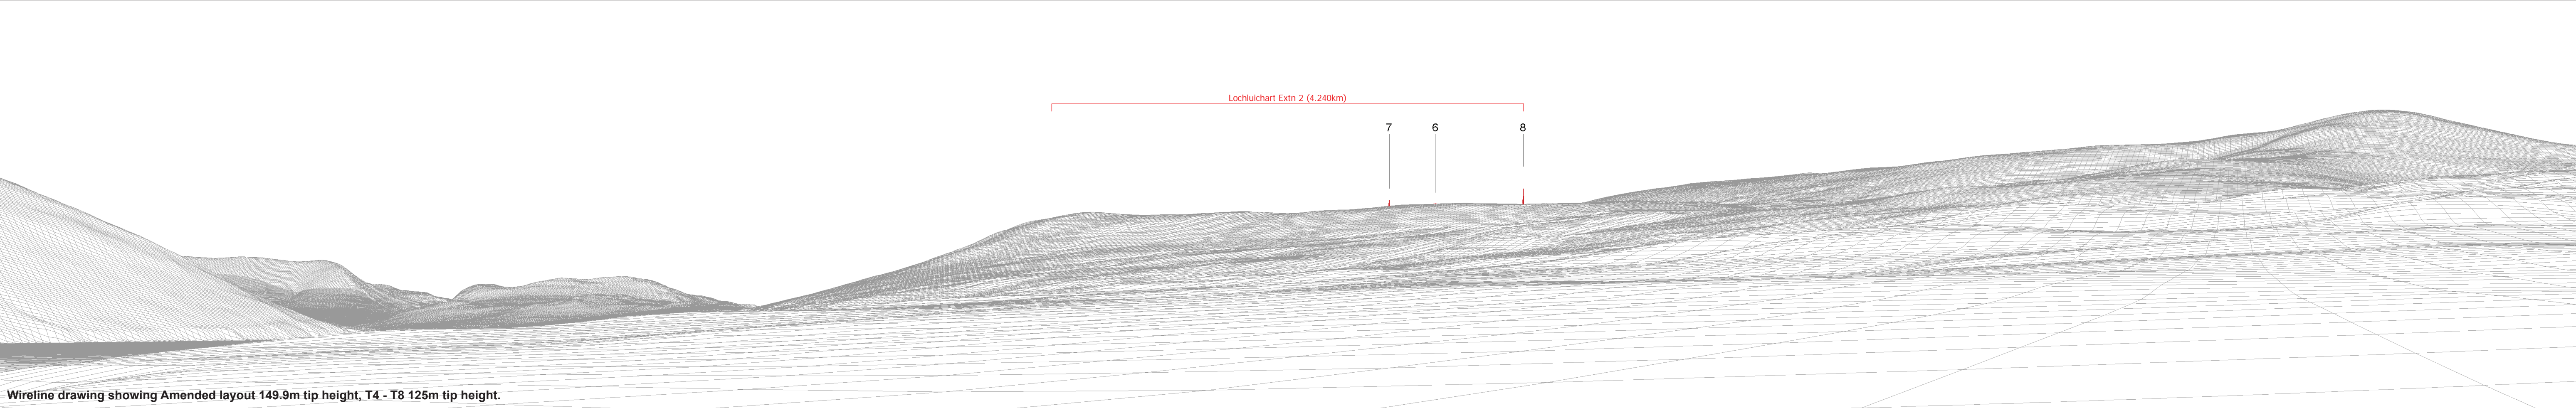 Lochluichart Extn 2 (4.240km)
7 6 8
Wireline drawing showing Amended layout 149.9m tip height, T4 - T8 125m tip height.